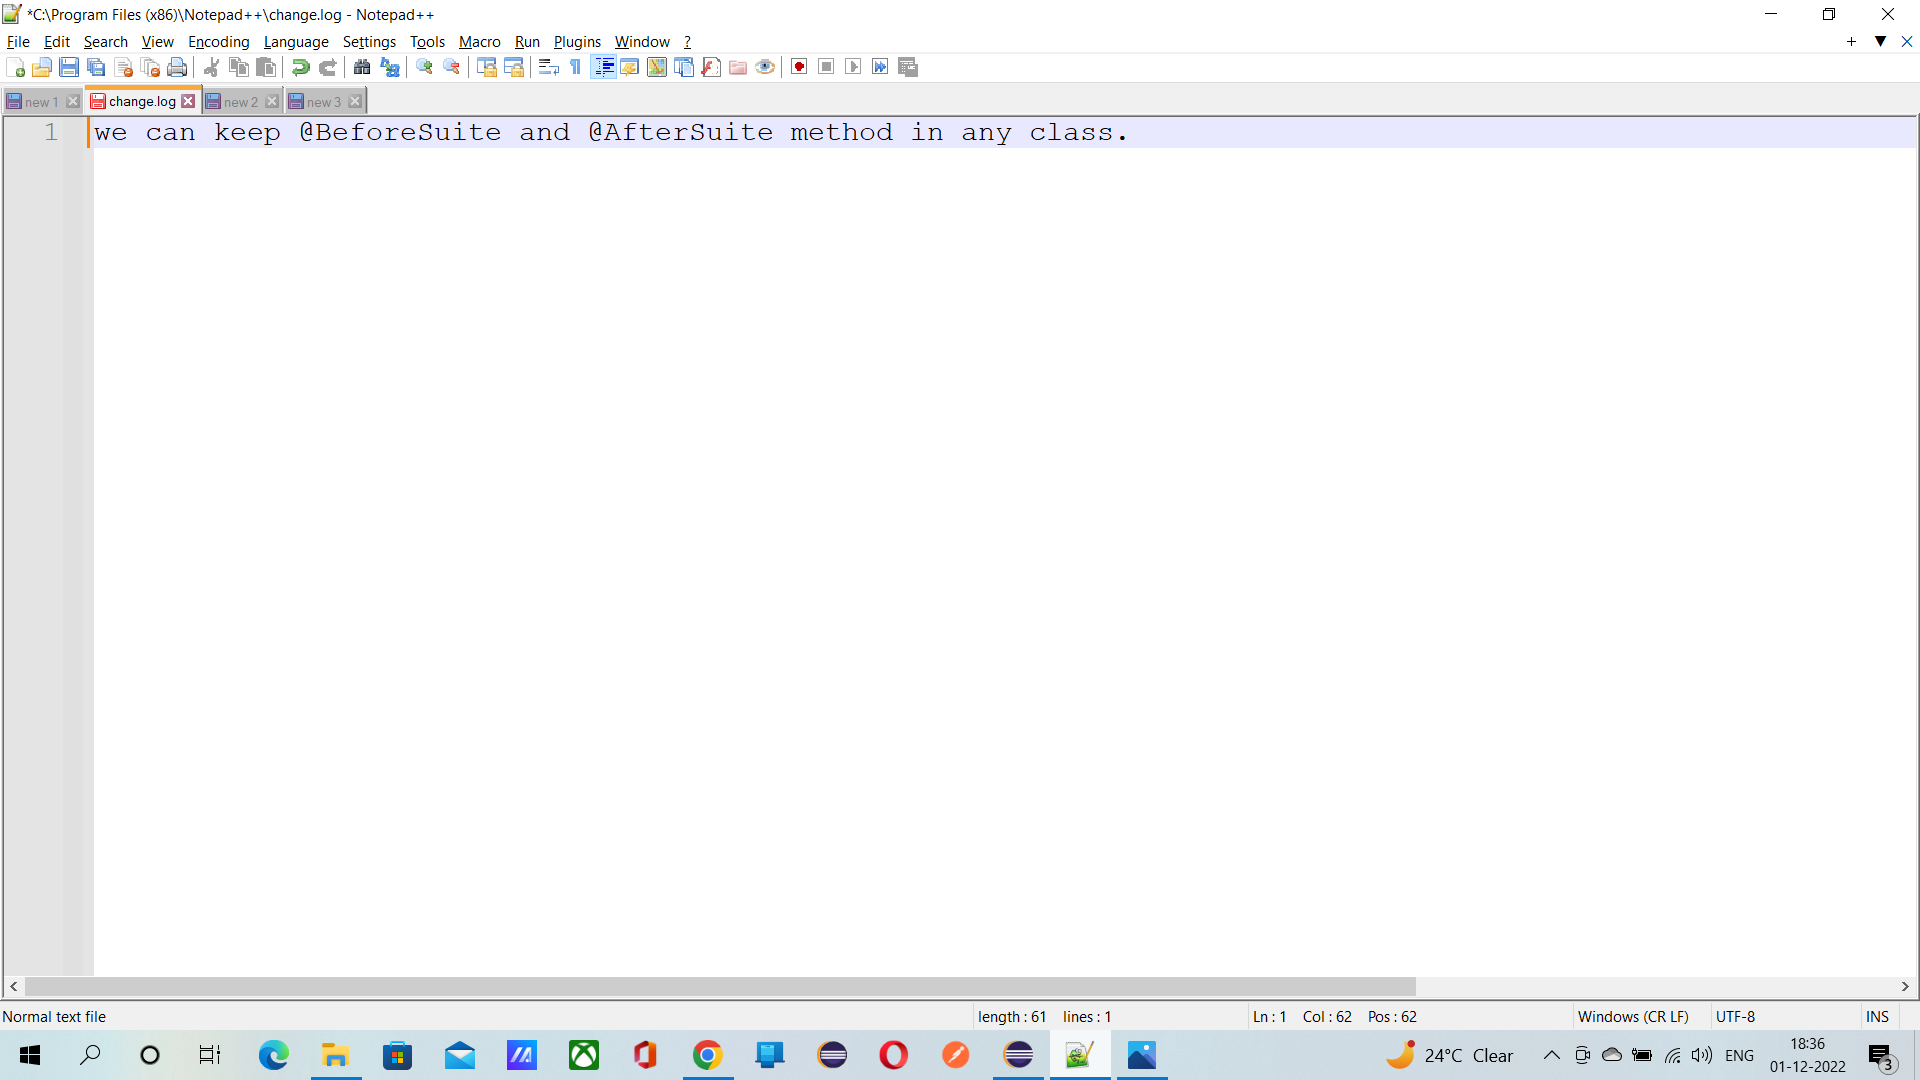 *C:\Program Files (x86)\Notepad++\change.log - Notepad++
File Edit Search View Encoding Language Settings Tools Macro Run Plugins Window ?
new 1 change.log new 2 new 3
1 we can keep @BeforeSuite and @AfterSuite method in any class.
Normal text file length : 61 lines : 1 Ln : 1 Col : 62 Pos : 62 Windows (CR LF) UTF-8 INS
24°C Clear ENG 18:36
01-12-2022 3